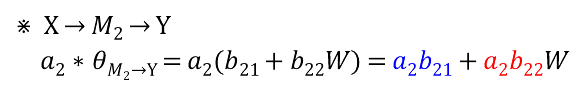 ※ X → M₂ → Y
a₂ * θ_{M₂→Y} = a₂(b₂₁ + b₂₂W) = a₂b₂₁ + a₂b₂₂W